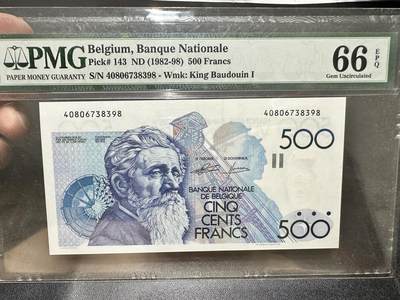 PMG
PAPER MONEY GUARANTY
Belgium, Banque Nationale
Pick# 143 ND (1982-98) 500 Francs
S/N 40806738398 - Wmk: King Baudouin I
66 EPQ
Gem Uncirculated
40806738398
40806738398
500
BANQUE NATIONALE
DE BELGIQUE
CINQ
CENTS
FRANCS
500